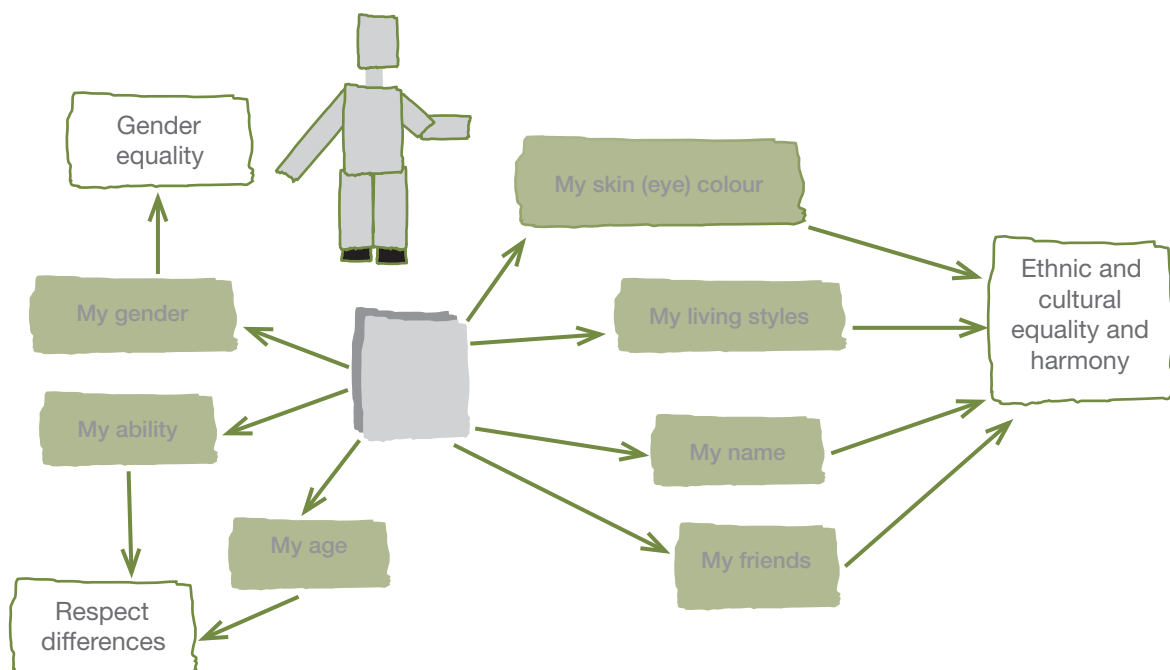 Gender
equality
My skin (eye) colour
My gender
My living styles
Ethnic and
cultural
equality and
harmony
My ability
My name
My age
My friends
Respect
differences